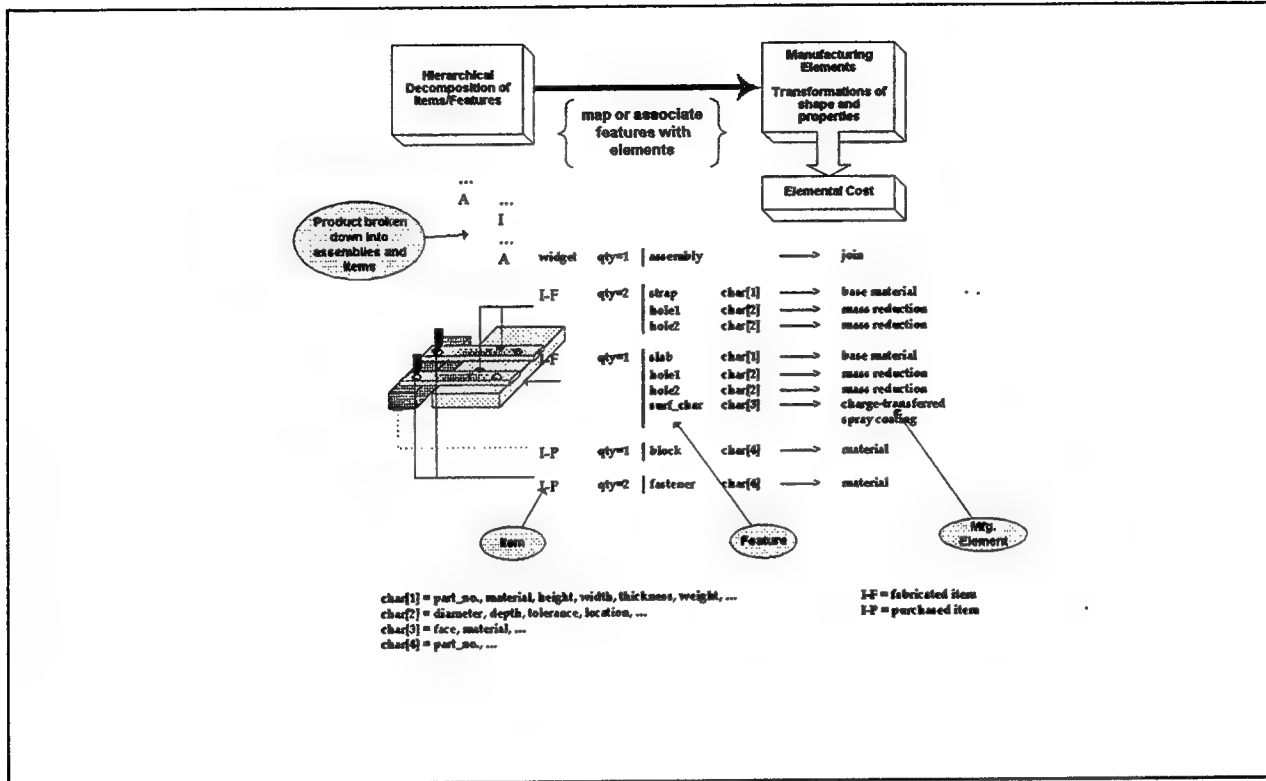 Hierarchical
Decomposition of
Items/Features
Manufacturing
Elements
Transformations of
shape and
properties
map or associate
features with
elements
Elemental Cost
...
A ...
I
...
A widget qty=1 assembly join
Product broken
down into
assemblies and
items
I-F qty=2 strap char[1] base material
hole1 char[2] mass reduction
hole2 char[2] mass reduction
I-F qty=1 slab char[1] base material
hole1 char[2] mass reduction
hole2 char[2] mass reduction
surf_char char[3] charge-transferred
spray coating
I-P qty=1 block char[4] material
I-P qty=2 fastener char[4] material
Item
Feature
Mfg.
Element
char[1] = part_no., material, height, width, thickness, weight, ...
char[2] = diameter, depth, tolerance, location, ...
char[3] = face, material, ...
char[4] = part_no., ...
I-F = fabricated item
I-P = purchased item